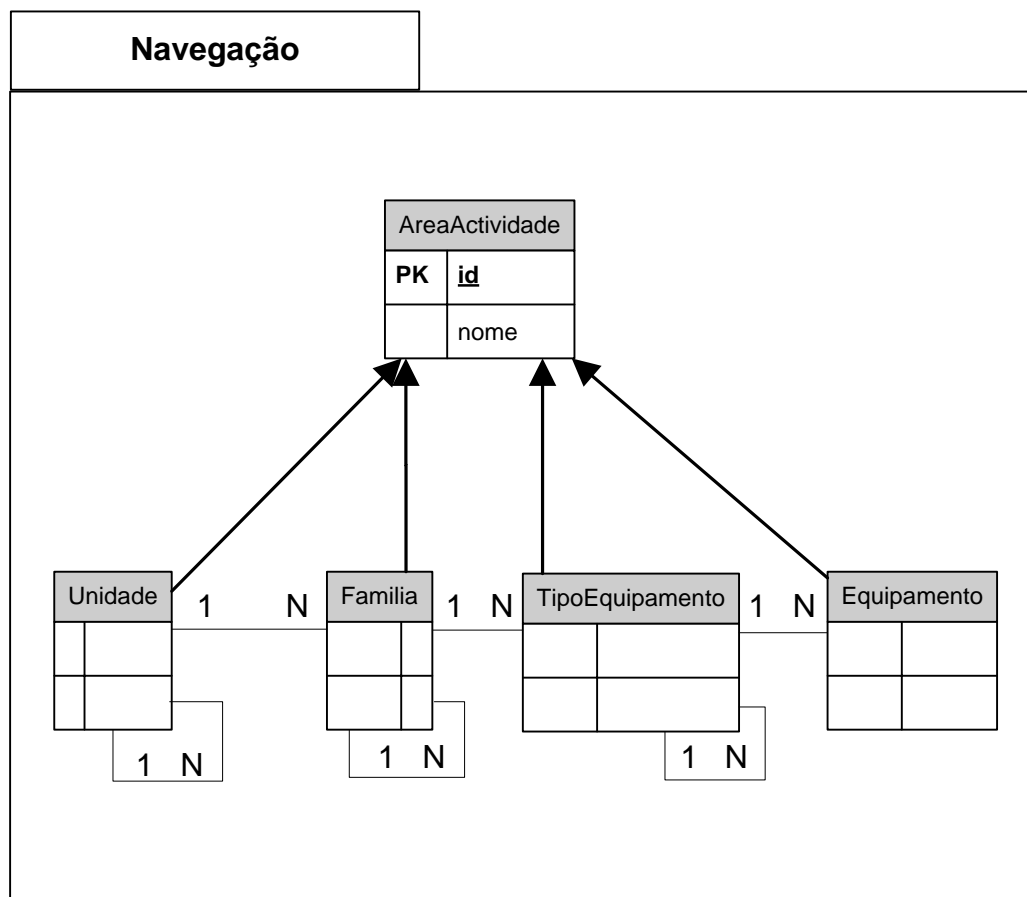 Navegação
AreaActividade
PK id
nome
Unidade 1 N Familia 1 N TipoEquipamento 1 N Equipamento
1 N 1 N 1 N